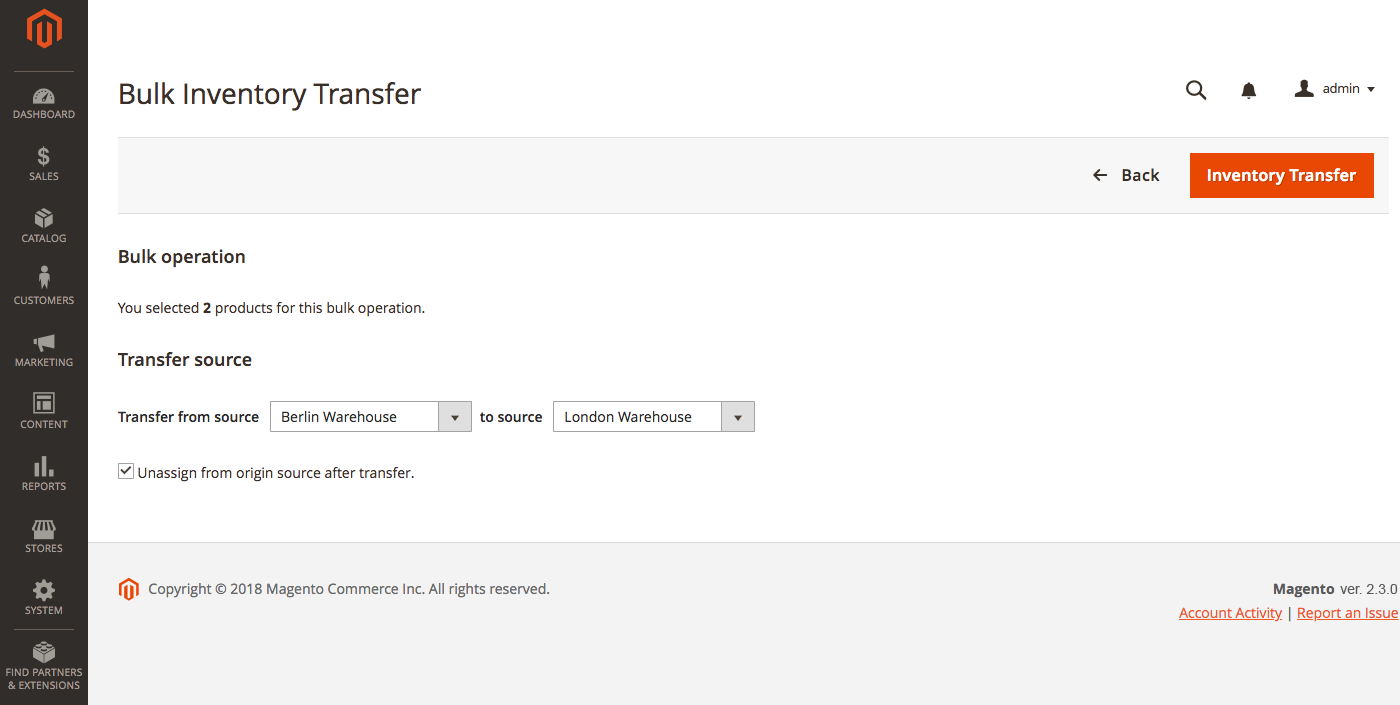 Bulk Inventory Transfer
admin
DASHBOARD
SALES
CATALOG
CUSTOMERS
MARKETING
CONTENT
REPORTS
STORES
SYSTEM
FIND PARTNERS
& EXTENSIONS
Back
Inventory Transfer
Bulk operation
You selected 2 products for this bulk operation.
Transfer source
Transfer from source Berlin Warehouse to source London Warehouse
Unassign from origin source after transfer.
Copyright © 2018 Magento Commerce Inc. All rights reserved.
Magento ver. 2.3.0
Account Activity | Report an Issue